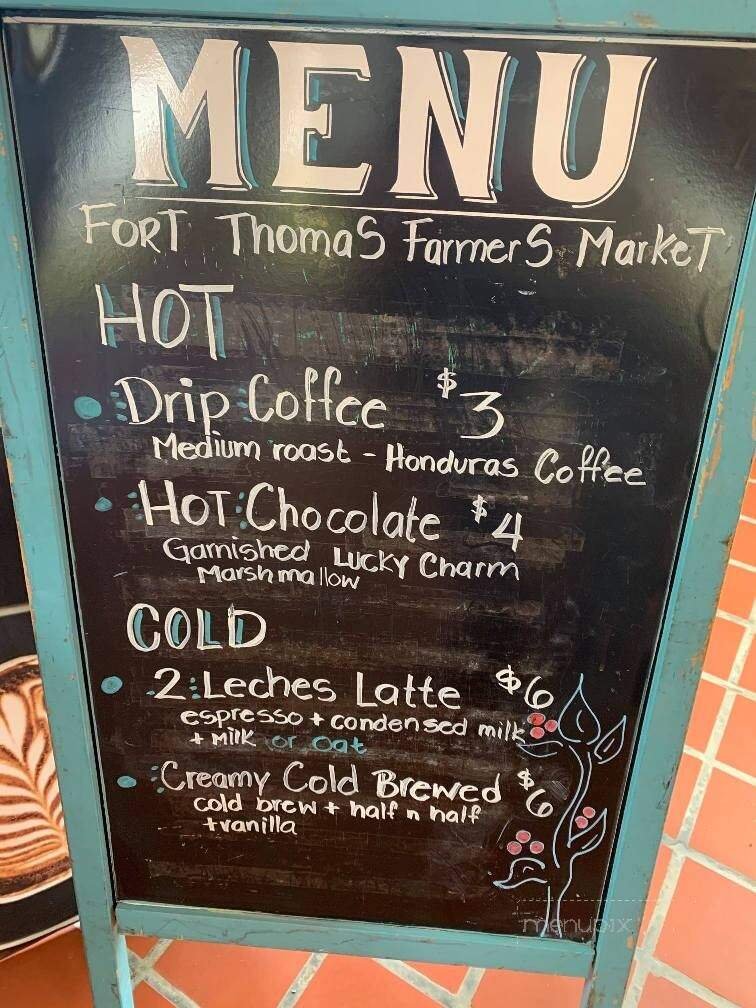 MENU
FORT ThomaS FarmerS MarkeT
HOT
Drip Coffee $3
Medium roast - Honduras Coffee
HOT Chocolate $4
Garnished Lucky Charm
Marshmallow
COLD
2 Leches Latte $6
espresso + condensed milk
+ milk or oat
Creamy Cold Brewed $6
cold brew + half n half
+vanilla
menupix